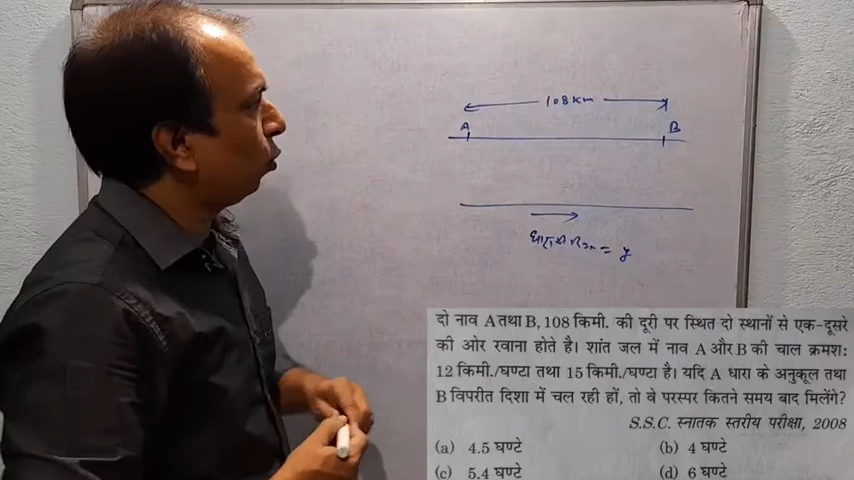 108 km
A B
धारा की चाल = y
दो नाव A तथा B, 108 किमी. की दूरी पर स्थित दो स्थानों से एक-दूसरे
की ओर रवाना होते है। शांत जल में नाव A और B की चाल क्रमशः
12 किमी./घण्टा तथा 15 किमी./घण्टा है। यदि A धारा के अनुकूल तथा
B विपरीत दिशा में चल रही हों, तो वे परस्पर कितने समय बाद मिलेंगे?
S.S.C. स्नातक स्तरीय परीक्षा, 2008
(a) 4.5 घण्टे (b) 4 घण्टे
(c) 5.4 घण्टे (d) 6 घण्टे